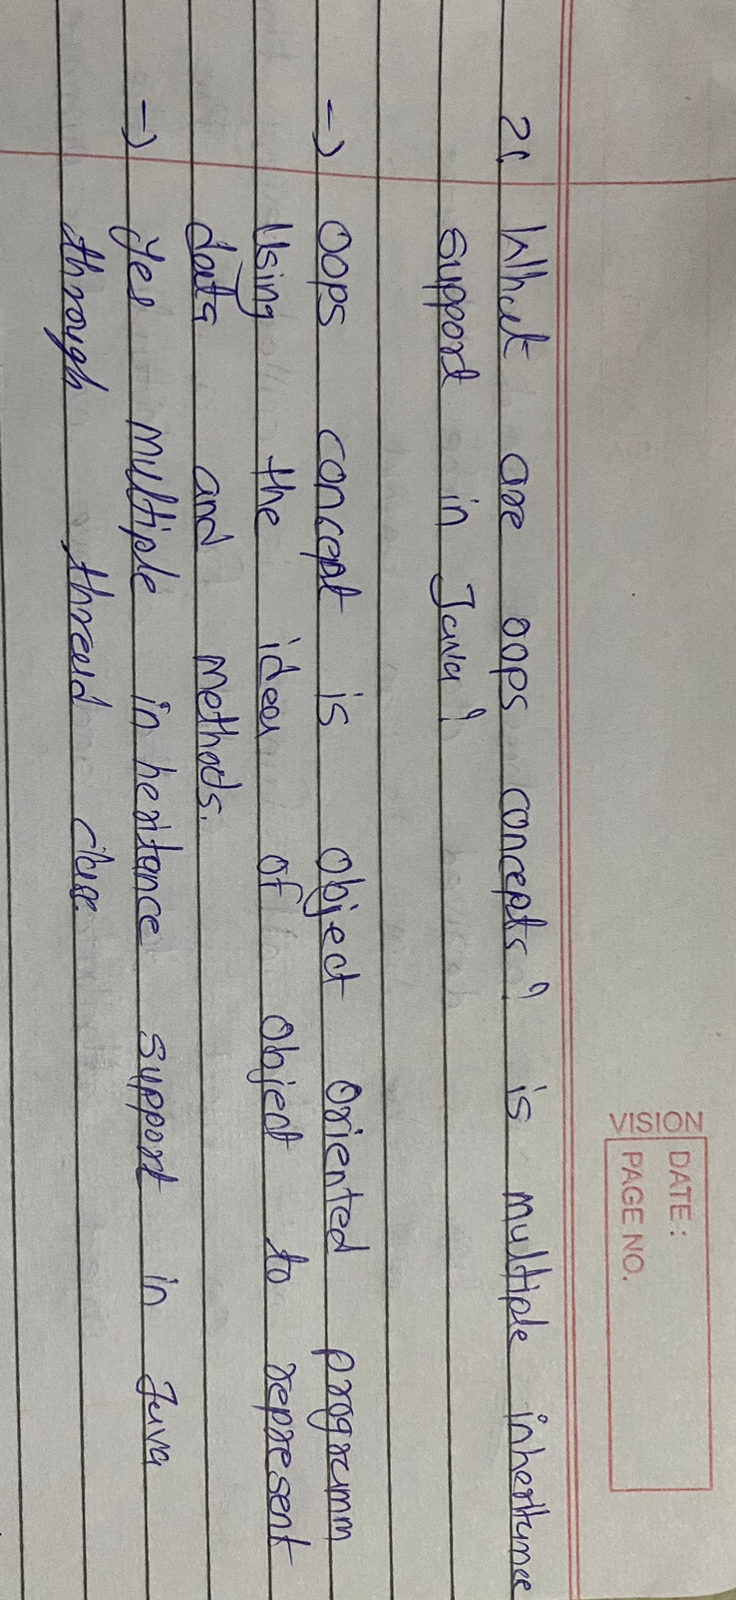 VISION
DATE :
PAGE NO.
2(. What are oops concepts? is multiple inheritance
support in Java?
→ oops concept is object oriented programm
Using the idea of object to represent
data and methods.
→ yes multiple in heritance support in Java
through thread class.